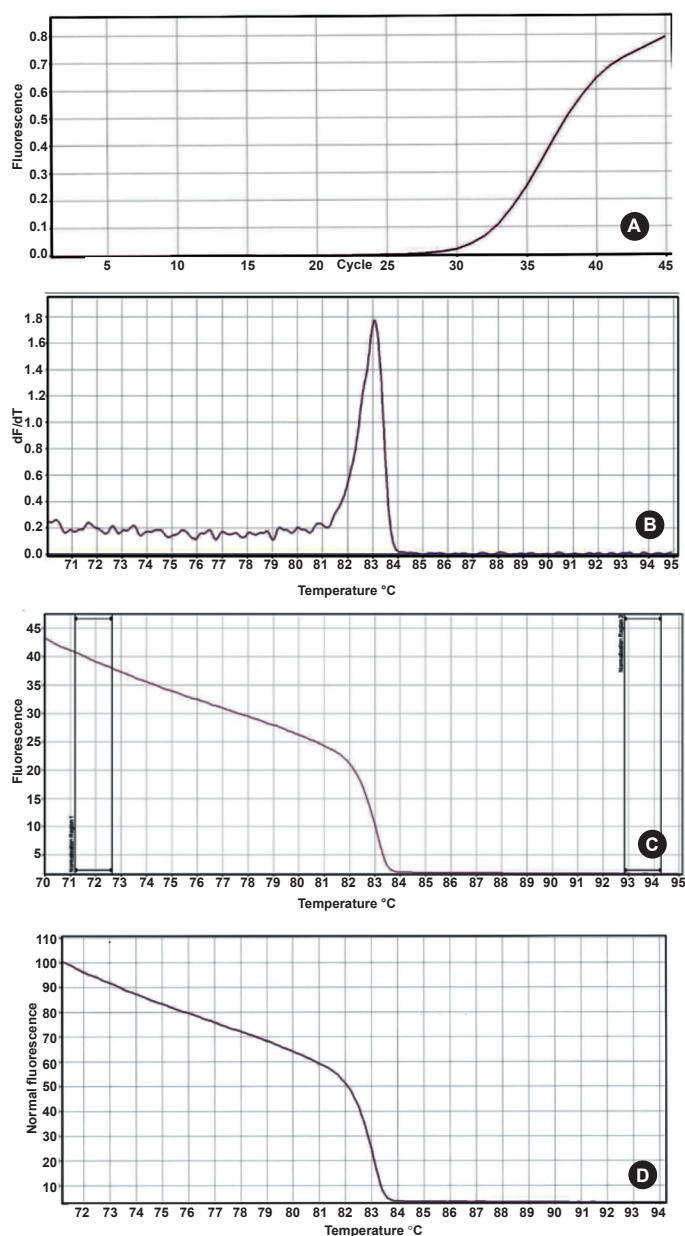 0.8
0.7
0.6
0.5
0.4
0.3
0.2
0.1
0.0
Fluorescence
A
5 10 15 20 Cycle 25 30 35 40 45
1.8
1.6
1.4
1.2
1.0
0.8
0.6
0.4
0.2
0.0
dF/dT
B
71 72 73 74 75 76 77 78 79 80 81 82 83 84 85 86 87 88 89 90 91 92 93 94 95
Temperature °C
45
40
35
30
25
20
15
10
5
Fluorescence
Normalisation Region 1
Normalisation Region 2
C
70 71 72 73 74 75 76 77 78 79 80 81 82 83 84 85 86 87 88 89 90 91 92 93 94 95
Temperature °C
110
100
90
80
70
60
50
40
30
20
10
Normal fluorescence
D
72 73 74 75 76 77 78 79 80 81 82 83 84 85 86 87 88 89 90 91 92 93 94
Temperature °C